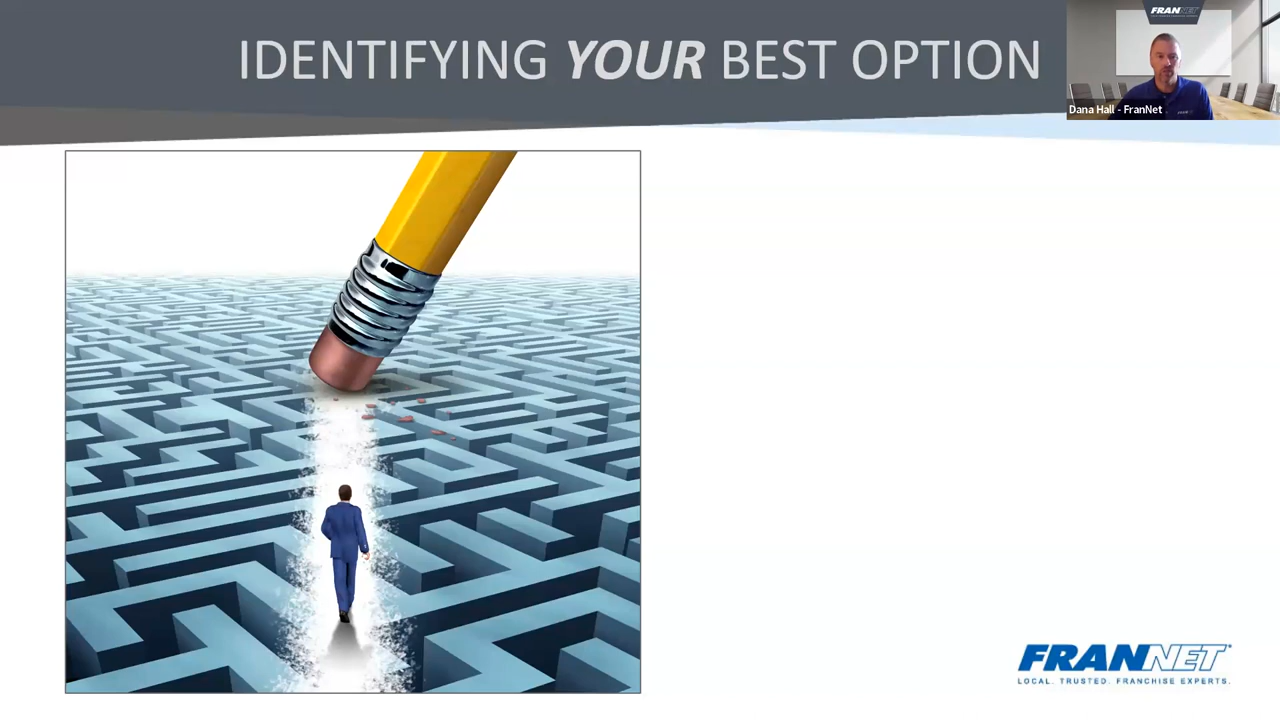 IDENTIFYING YOUR BEST OPTION
FRANNET
Dana Hall - FranNet
FRANNET
LOCAL. TRUSTED. FRANCHISE EXPERTS.